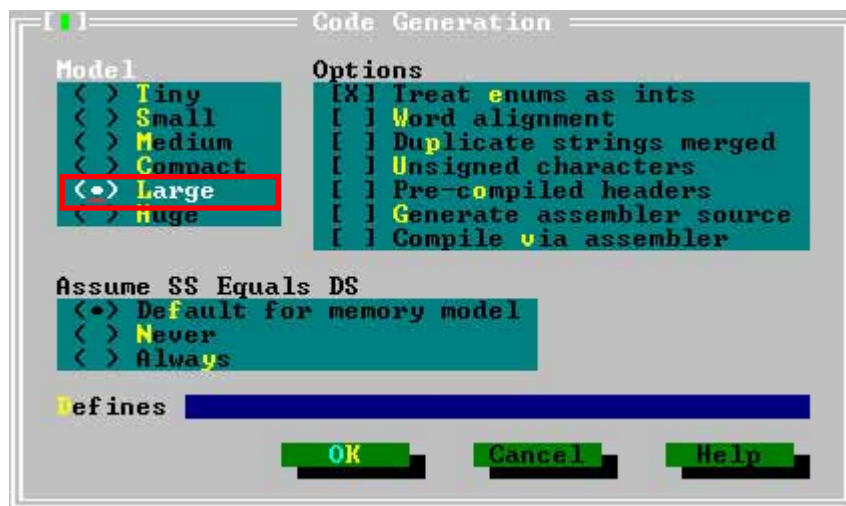 [■] Code Generation
Model
( ) Tiny
( ) Small
( ) Medium
( ) Compact
(•) Large
( ) Huge
Options
[X] Treat enums as ints
[ ] Word alignment
[ ] Duplicate strings merged
[ ] Unsigned characters
[ ] Pre-compiled headers
[ ] Generate assembler source
[ ] Compile via assembler
Assume SS Equals DS
(•) Default for memory model
( ) Never
( ) Always
Defines
OK Cancel Help